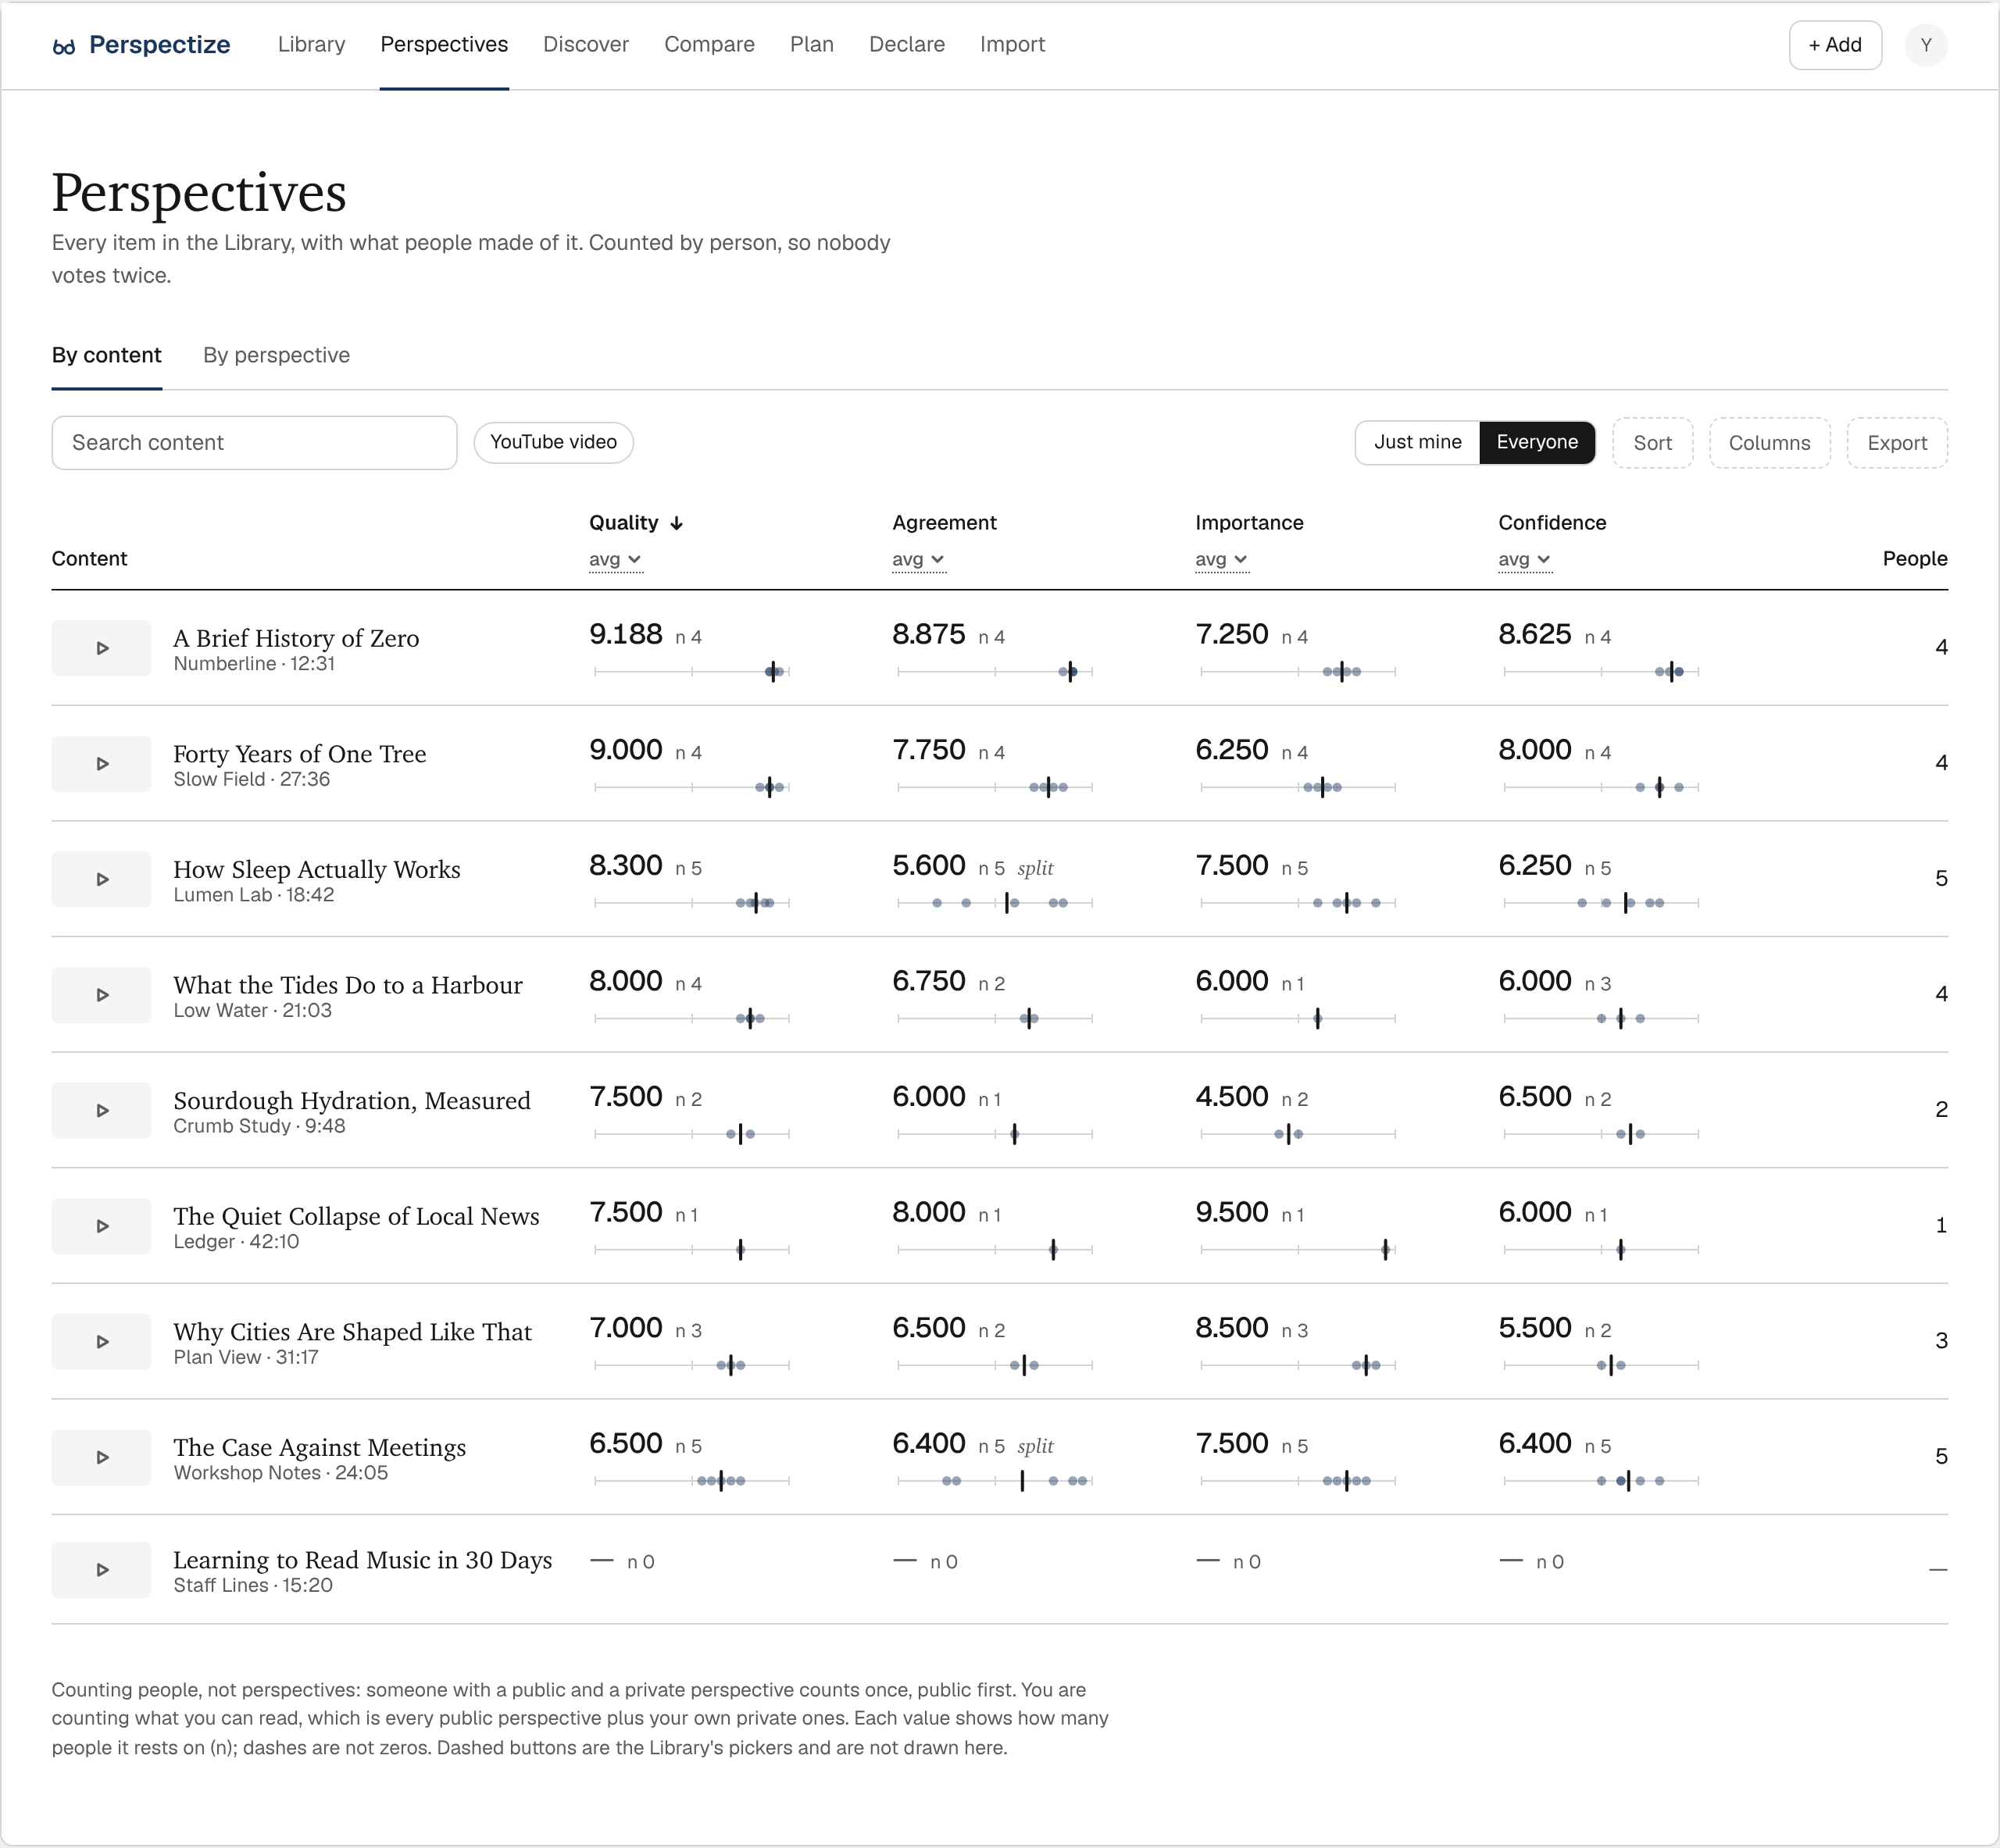 Perspectize Library Perspectives Discover Compare Plan Declare Import + Add Y
Perspectives
Every item in the Library, with what people made of it. Counted by person, so nobody
votes twice.
By content By perspective
Search content YouTube video Just mine Everyone Sort Columns Export
Quality ↓ Agreement Importance Confidence
Content avg avg avg avg People
A Brief History of Zero 9.188 n 4 8.875 n 4 7.250 n 4 8.625 n 4 4
Numberline · 12:31
Forty Years of One Tree 9.000 n 4 7.750 n 4 6.250 n 4 8.000 n 4 4
Slow Field · 27:36
How Sleep Actually Works 8.300 n 5 5.600 n 5 split 7.500 n 5 6.250 n 5 5
Lumen Lab · 18:42
What the Tides Do to a Harbour 8.000 n 4 6.750 n 2 6.000 n 1 6.000 n 3 4
Low Water · 21:03
Sourdough Hydration, Measured 7.500 n 2 6.000 n 1 4.500 n 2 6.500 n 2 2
Crumb Study · 9:48
The Quiet Collapse of Local News 7.500 n 1 8.000 n 1 9.500 n 1 6.000 n 1 1
Ledger · 42:10
Why Cities Are Shaped Like That 7.000 n 3 6.500 n 2 8.500 n 3 5.500 n 2 3
Plan View · 31:17
The Case Against Meetings 6.500 n 5 6.400 n 5 split 7.500 n 5 6.400 n 5 5
Workshop Notes · 24:05
Learning to Read Music in 30 Days — n 0 — n 0 — n 0 — n 0 —
Staff Lines · 15:20
Counting people, not perspectives: someone with a public and a private perspective counts once, public first. You are
counting what you can read, which is every public perspective plus your own private ones. Each value shows how many
people it rests on (n); dashes are not zeros. Dashed buttons are the Library's pickers and are not drawn here.